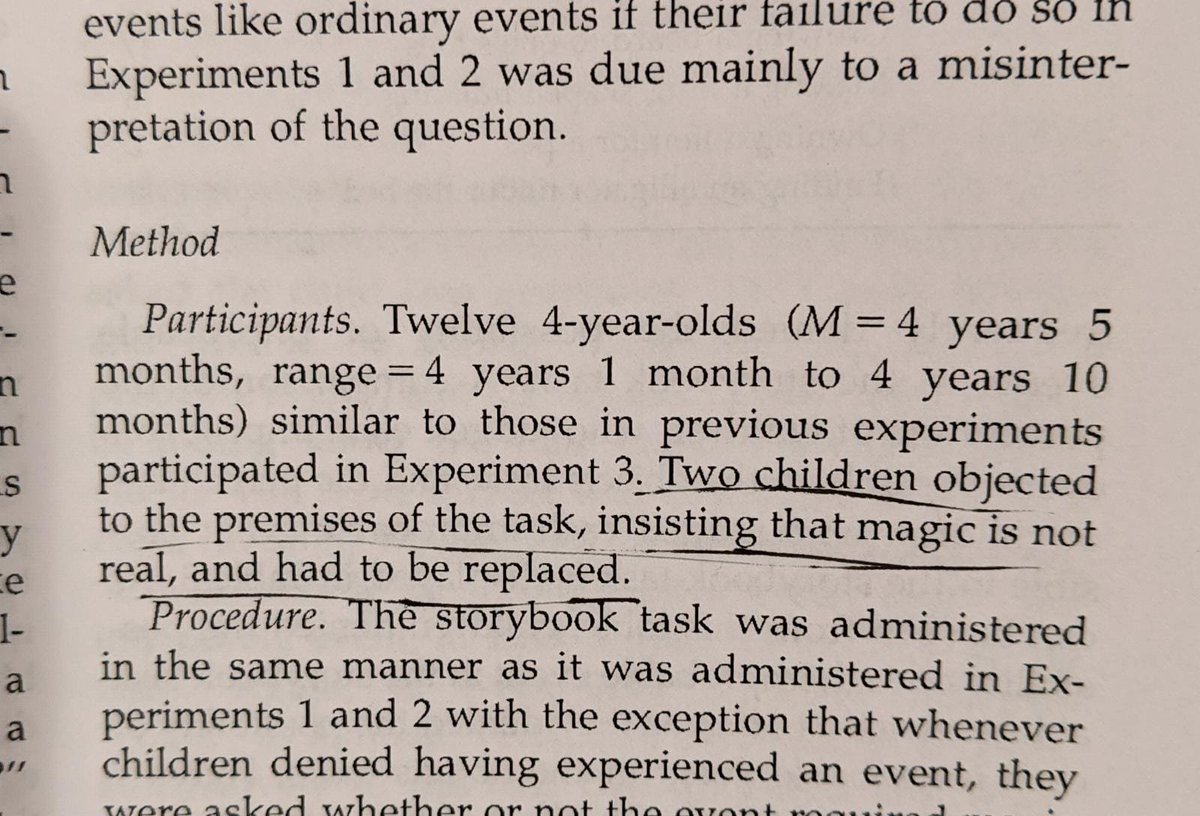 events like ordinary events if their failure to do so in
Experiments 1 and 2 was due mainly to a misinter-
pretation of the question.
Method
Participants. Twelve 4-year-olds (M = 4 years 5
months, range = 4 years 1 month to 4 years 10
months) similar to those in previous experiments
participated in Experiment 3. Two children objected
to the premises of the task, insisting that magic is not
real, and had to be replaced.
Procedure. The storybook task was administered
in the same manner as it was administered in Ex-
periments 1 and 2 with the exception that whenever
children denied having experienced an event, they
were asked whether or not the event required